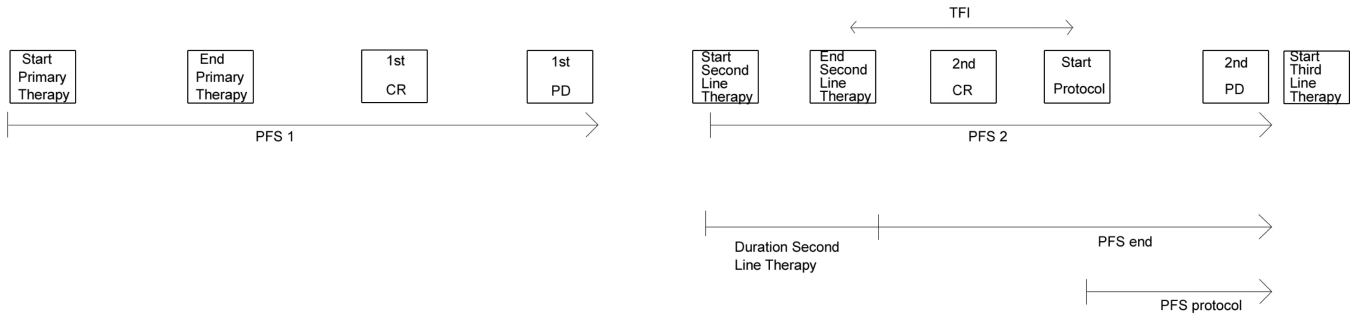 TFI
Start
Primary
Therapy
End
Primary
Therapy
1st
CR
1st
PD
Start
Second
Line
Therapy
End
Second
Line
Therapy
2nd
CR
Start
Protocol
2nd
PD
Start
Third
Line
Therapy
PFS 1
PFS 2
Duration Second
Line Therapy
PFS end
PFS protocol